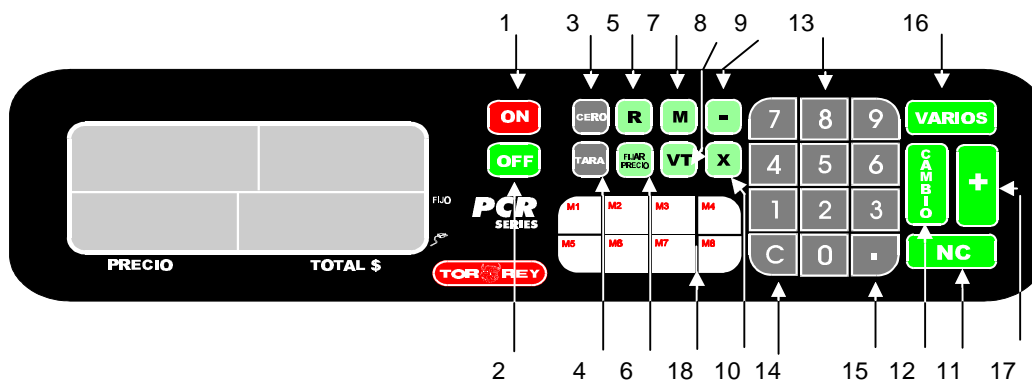 1 3 5 7 8 9 13 16
ON CERO R M - 7 8 9 VARIOS
OFF TARA FIJAR PRECIO VT X 4 5 6 CAMBIO +
FIJO
PCR
SERIES
M1 M2 M3 M4
1 2 3
M5 M6 M7 M8
C 0 . NC
PRECIO TOTAL $
TOR REY
2 4 6 18 10 14 15 12 11 17